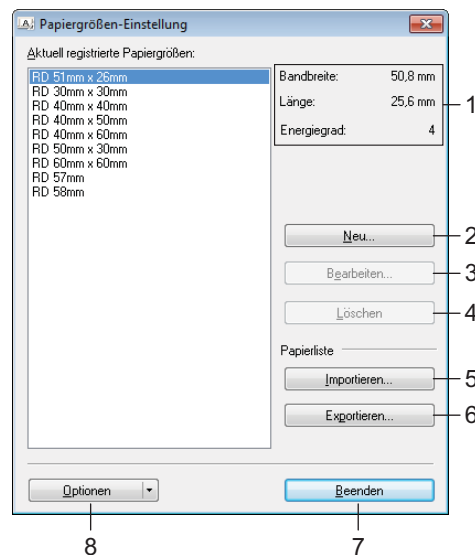 Papiergrößen-Einstellung
Aktuell registrierte Papiergrößen:
RD 51mm x 26mm
RD 30mm x 30mm
RD 40mm x 40mm
RD 40mm x 50mm
RD 40mm x 60mm
RD 50mm x 30mm
RD 60mm x 60mm
RD 57mm
RD 58mm
Bandbreite: 50,8 mm
Länge: 25,6 mm
Energiegrad: 4
1
Neu... 2
Bearbeiten... 3
Löschen 4
Papierliste
Importieren... 5
Exportieren... 6
Optionen Beenden
8 7